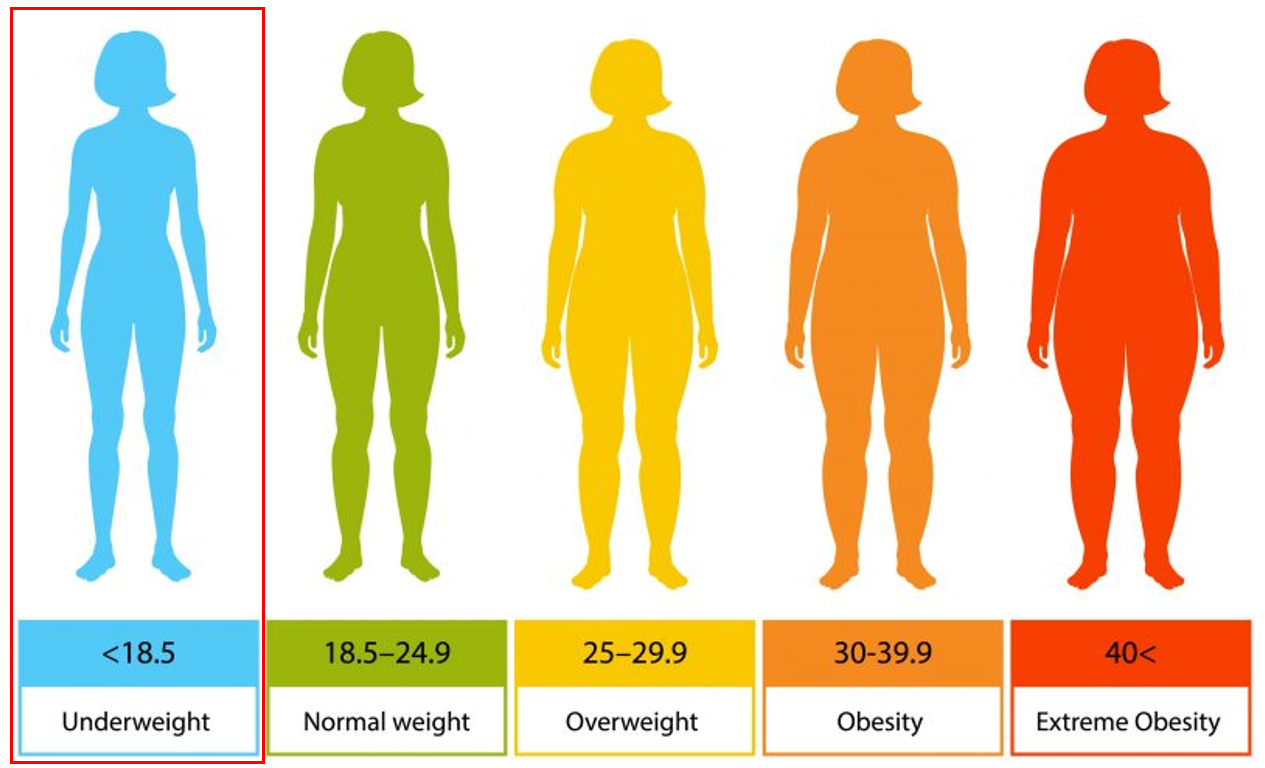 <18.5
18.5–24.9
25–29.9
30-39.9
40<
Underweight
Normal weight
Overweight
Obesity
Extreme Obesity